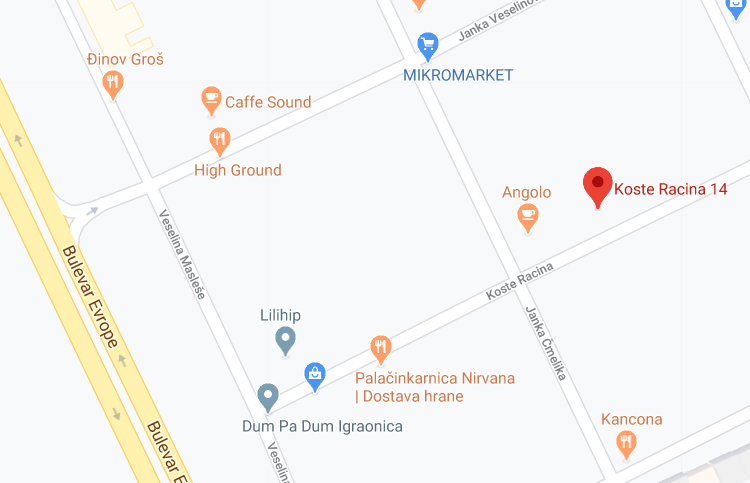 Janka Veselinov
Đinov Groš
MIKROMARKET
Caffe Sound
High Ground
Angolo
Koste Racina 14
Veselina Masleše
Bulevar Evrope
Koste Racina
Lilihip
Janka Čmelika
Palačinkarnica Nirvana
| Dostava hrane
Kancona
Dum Pa Dum Igraonica
Bulevar E
Veselina